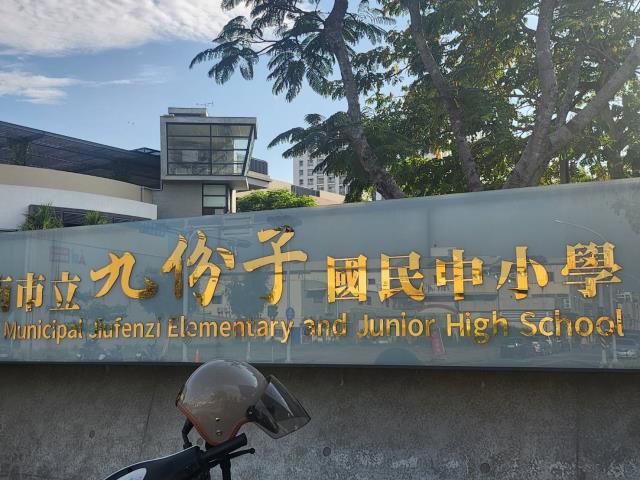 市立九份子國民中小學
Municipal Jiufenzi Elementary and Junior High School